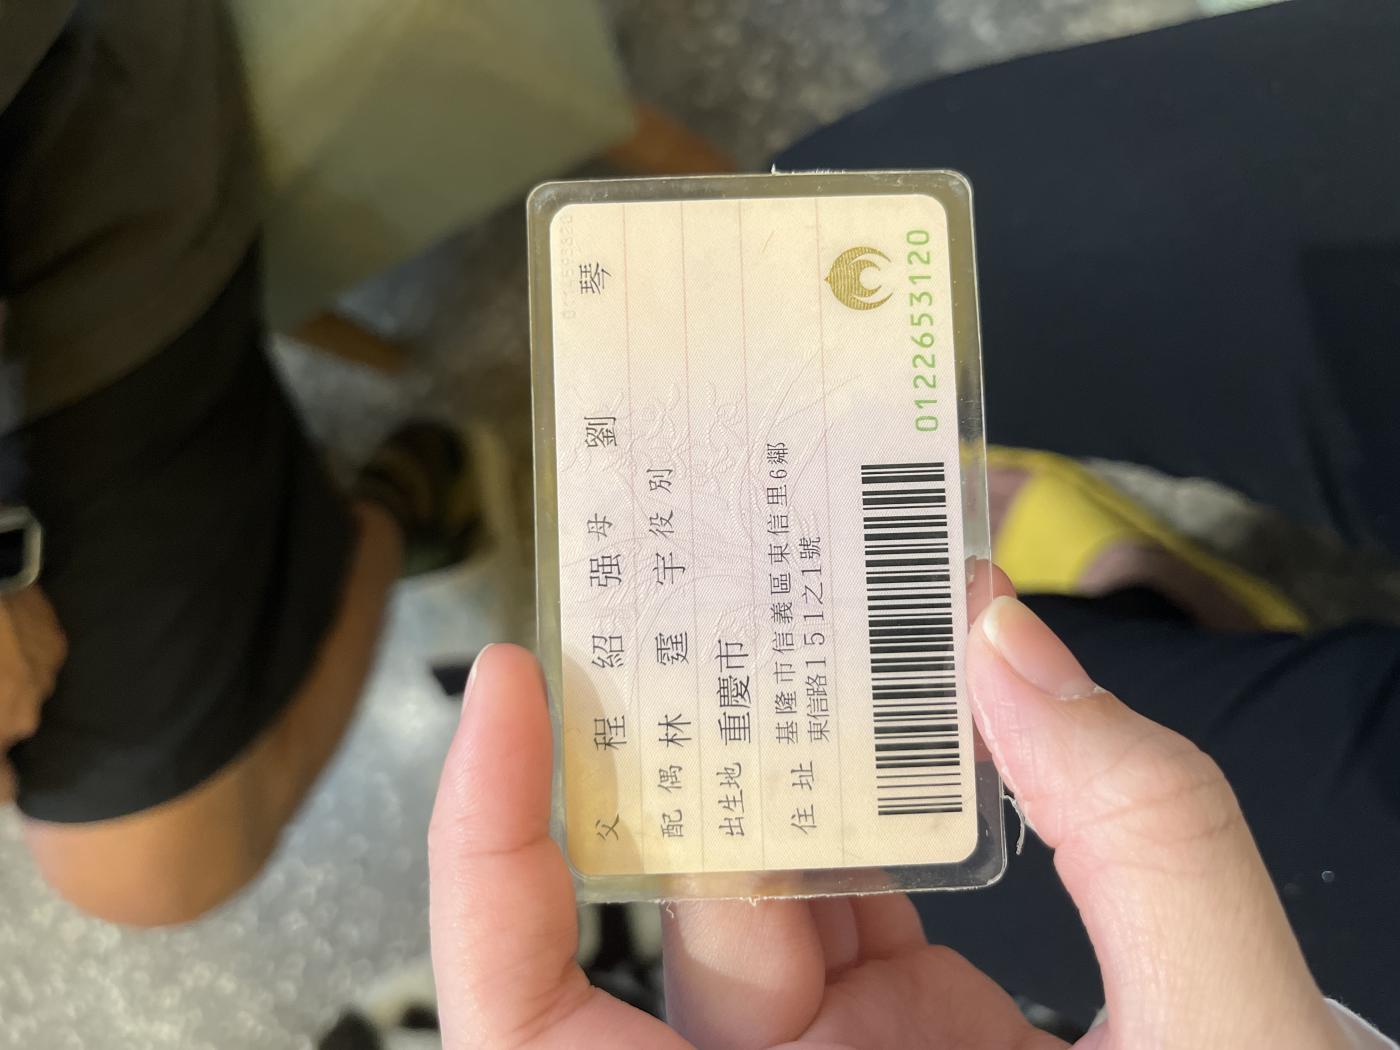 父 程紹强 母 劉琴
配偶 林霆宇 役別
出生地 重慶市
住址 基隆市信義區東信里6鄰
東信路151之1號
0122653120